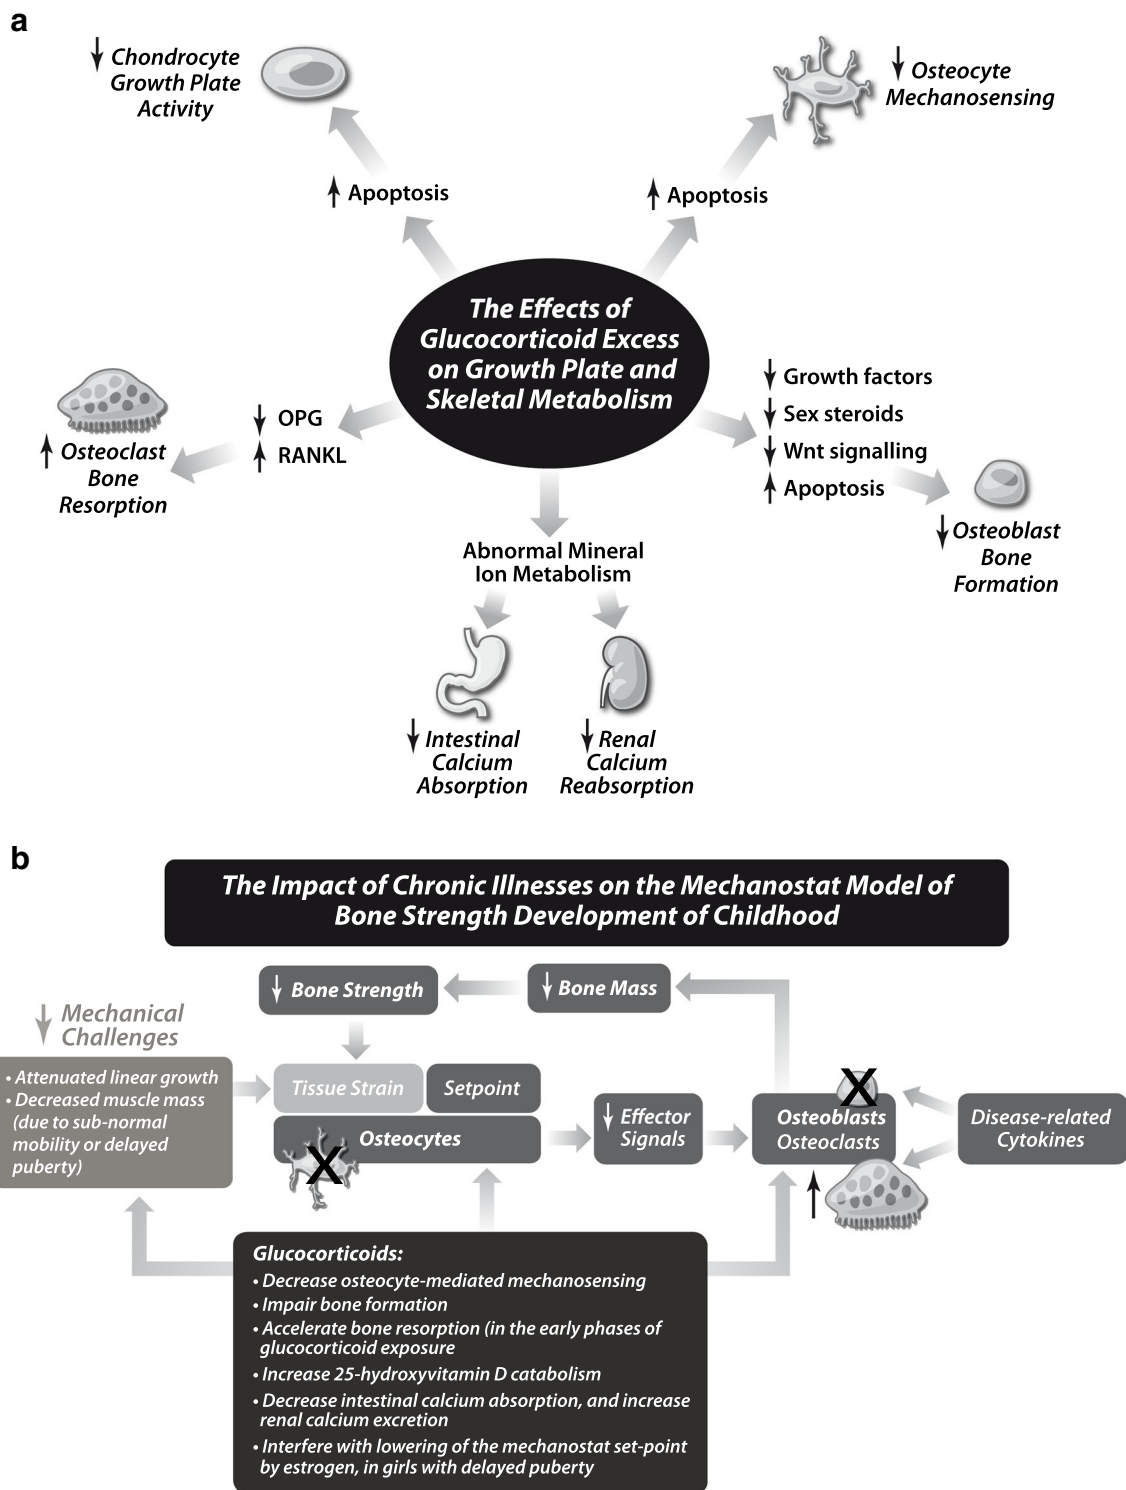 a
Chondrocyte
Growth Plate
Activity
Osteocyte
Mechanosensing
Apoptosis
Apoptosis
The Effects of
Glucocorticoid Excess
on Growth Plate and
Skeletal Metabolism
OPG
RANKL
Osteoclast
Bone
Resorption
Growth factors
Sex steroids
Wnt signalling
Apoptosis
Osteoblast
Bone
Formation
Abnormal Mineral
Ion Metabolism
Intestinal
Calcium
Absorption
Renal
Calcium
Reabsorption
b
The Impact of Chronic Illnesses on the Mechanostat Model of
Bone Strength Development of Childhood
Bone Strength
Bone Mass
Mechanical
Challenges
• Attenuated linear growth
• Decreased muscle mass
(due to sub-normal
mobility or delayed
puberty)
Tissue Strain
Setpoint
Osteocytes
X
Effector
Signals
X
Osteoblasts
Osteoclasts
Disease-related
Cytokines
Glucocorticoids:
• Decrease osteocyte-mediated mechanosensing
• Impair bone formation
• Accelerate bone resorption (in the early phases of
glucocorticoid exposure
• Increase 25-hydroxyvitamin D catabolism
• Decrease intestinal calcium absorption, and increase
renal calcium excretion
• Interfere with lowering of the mechanostat set-point
by estrogen, in girls with delayed puberty